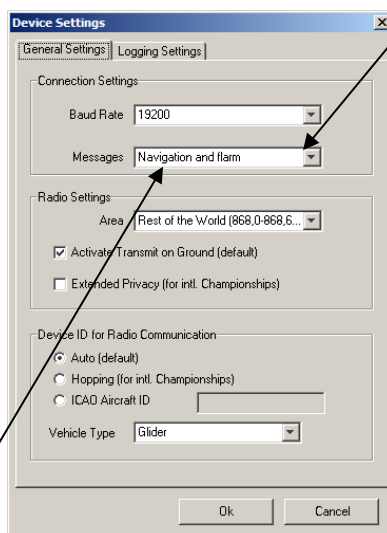 Device Settings
General Settings Logging Settings
Connection Settings
Baud Rate 19200
Messages Navigation and flarm
Radio Settings
Area Rest of the World (868,0-868,6...
Activate Transmit on Ground (default)
Extended Privacy (for intl. Championships)
Device ID for Radio Communication
Auto (default)
Hopping (for intl. Championships)
ICAO Aircraft ID
Vehicle Type Glider
Ok Cancel